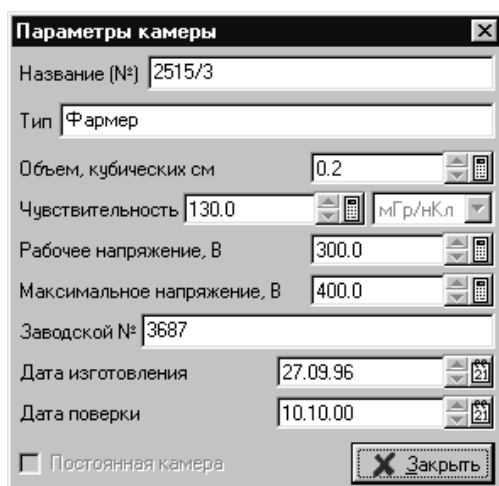 Параметры камеры
Название (№) 2515/3
Тип Фармер
Объем, кубических см 0.2
Чувствительность 130.0 мГр/нКл
Рабочее напряжение, В 300.0
Максимальное напряжение, В 400.0
Заводской № 3687
Дата изготовления 27.09.96 21
Дата поверки 10.10.00 21
Постоянная камера Закрыть